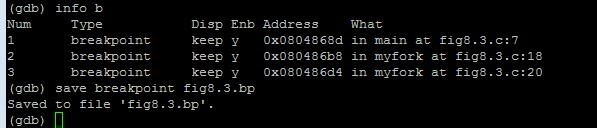 (gdb) info b
Num Type Disp Enb Address What
1 breakpoint keep y 0x0804868d in main at fig8.3.c:7
2 breakpoint keep y 0x080486b8 in myfork at fig8.3.c:18
3 breakpoint keep y 0x080486d4 in myfork at fig8.3.c:20
(gdb) save breakpoint fig8.3.bp
Saved to file 'fig8.3.bp'.
(gdb)